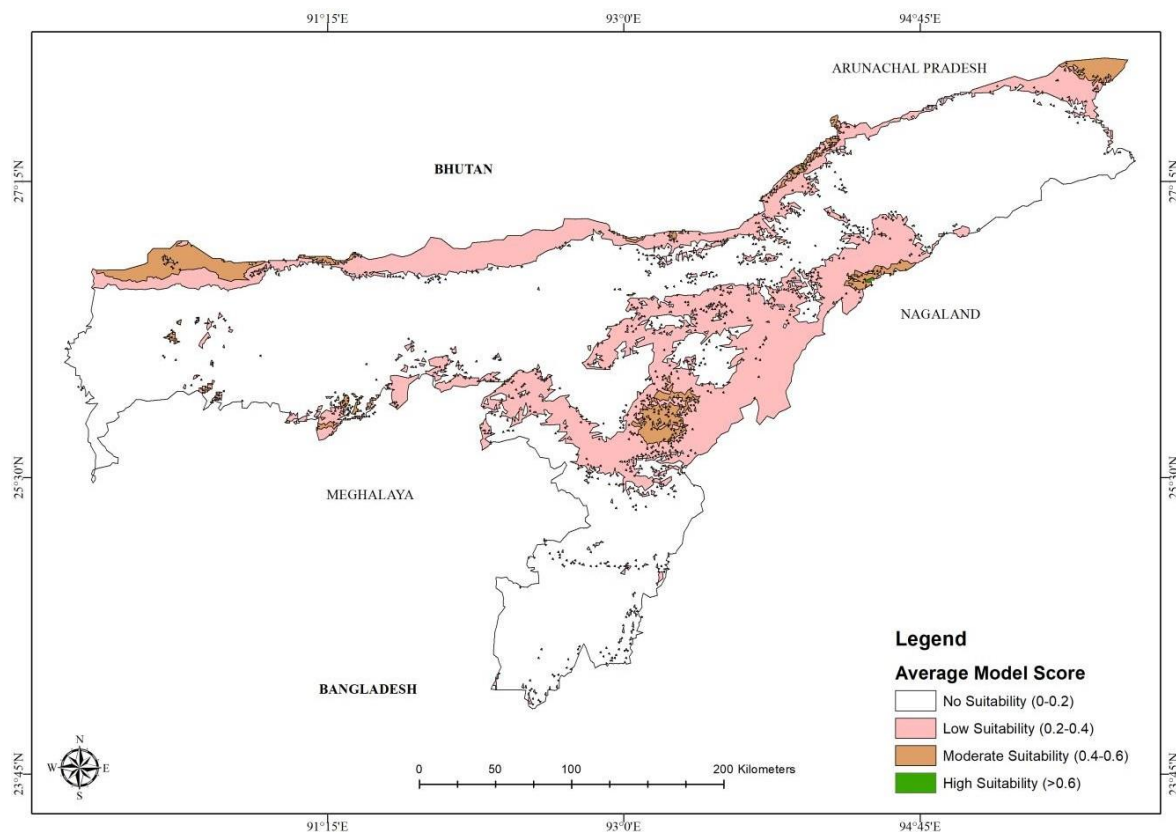 91°15'E 93°0'E 94°45'E
ARUNACHAL PRADESH
BHUTAN
27°15'N
27°15'N
NAGALAND
25°30'N
25°30'N
MEGHALAYA
Legend
Average Model Score
BANGLADESH
No Suitability (0-0.2)
Low Suitability (0.2-0.4)
Moderate Suitability (0.4-0.6)
High Suitability (>0.6)
N
W E
S
0 50 100 200 Kilometers
23°45'N
23°45'N
91°15'E 93°0'E 94°45'E